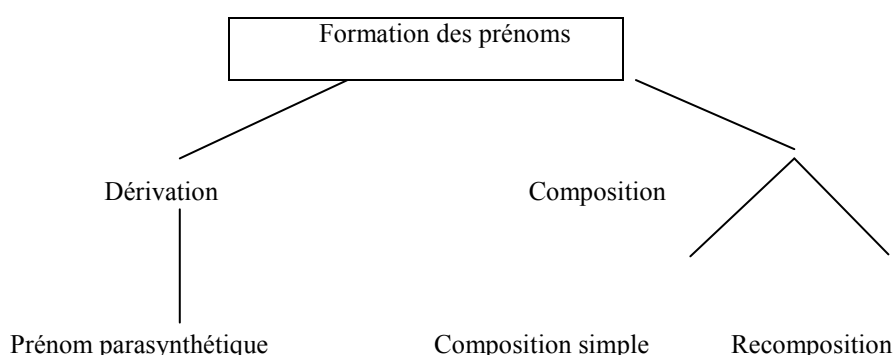 Formation des prénoms
Dérivation Composition
Prénom parasynthétique Composition simple Recomposition